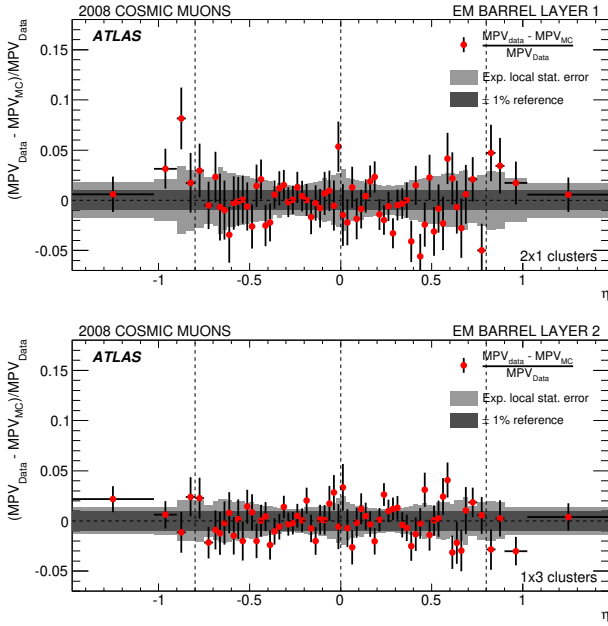 2008 COSMIC MUONS EM BARREL LAYER 1
ATLAS
MPV_data - MPV_MC
MPV_Data
Exp. local stat. error
± 1% reference
(MPV_Data - MPV_MC)/MPV_Data
0.15
0.1
0.05
0
-0.05
2x1 clusters
-1 -0.5 0 0.5 1
η
2008 COSMIC MUONS EM BARREL LAYER 2
ATLAS
MPV_data - MPV_MC
MPV_Data
Exp. local stat. error
± 1% reference
(MPV_Data - MPV_MC)/MPV_Data
0.15
0.1
0.05
0
-0.05
1x3 clusters
-1 -0.5 0 0.5 1
η